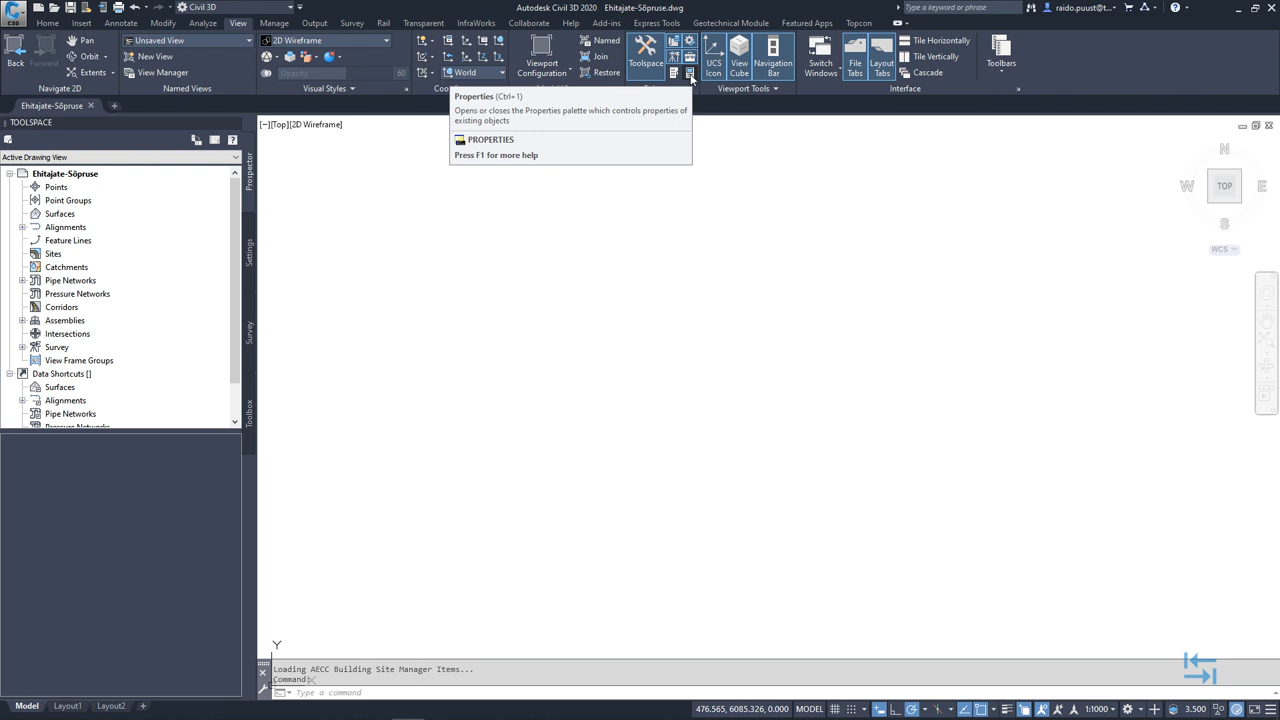 CSD
Civil 3D
Autodesk Civil 3D 2020 Ehitajate-Sõpruse.dwg
Type a keyword or phrase
raido.puust@t...
Home Insert Annotate Modify Analyze View Manage Output Survey Rail Transparent InfraWorks Collaborate Help Add-ins Express Tools Geotechnical Module Featured Apps Topcon
Pan Unsaved View 2D Wireframe Named Tile Horizontally
Orbit New View Join Tile Vertically
Opacity 60
Extents View Manager World Restore Cascade
Back Forward Viewport Configuration Toolspace UCS Icon View Cube Navigation Bar Switch Windows File Tabs Layout Tabs Toolbars
Navigate 2D Named Views Visual Styles Coo Viewport Tools Interface
Properties (Ctrl+1)
Opens or closes the Properties palette which controls properties of
existing objects
PROPERTIES
Press F1 for more help
Ehitajate-Sõpruse
TOOLSPACE
[−][Top][2D Wireframe]
Active Drawing View
Ehitajate-Sõpruse
Points
Point Groups
Surfaces
Alignments
Feature Lines
Sites
Catchments
Pipe Networks
Pressure Networks
Corridors
Assemblies
Intersections
Survey
View Frame Groups
Data Shortcuts []
Surfaces
Alignments
Pipe Networks
Pressure Networks
Prospector
Settings
Survey
Toolbox
N
W TOP E
S
WCS
Y
Loading AECC Building Site Manager Items...
Command:
Type a command
Model Layout1 Layout2
476.565, 6085.326, 0.000 MODEL 1:1000 3.500